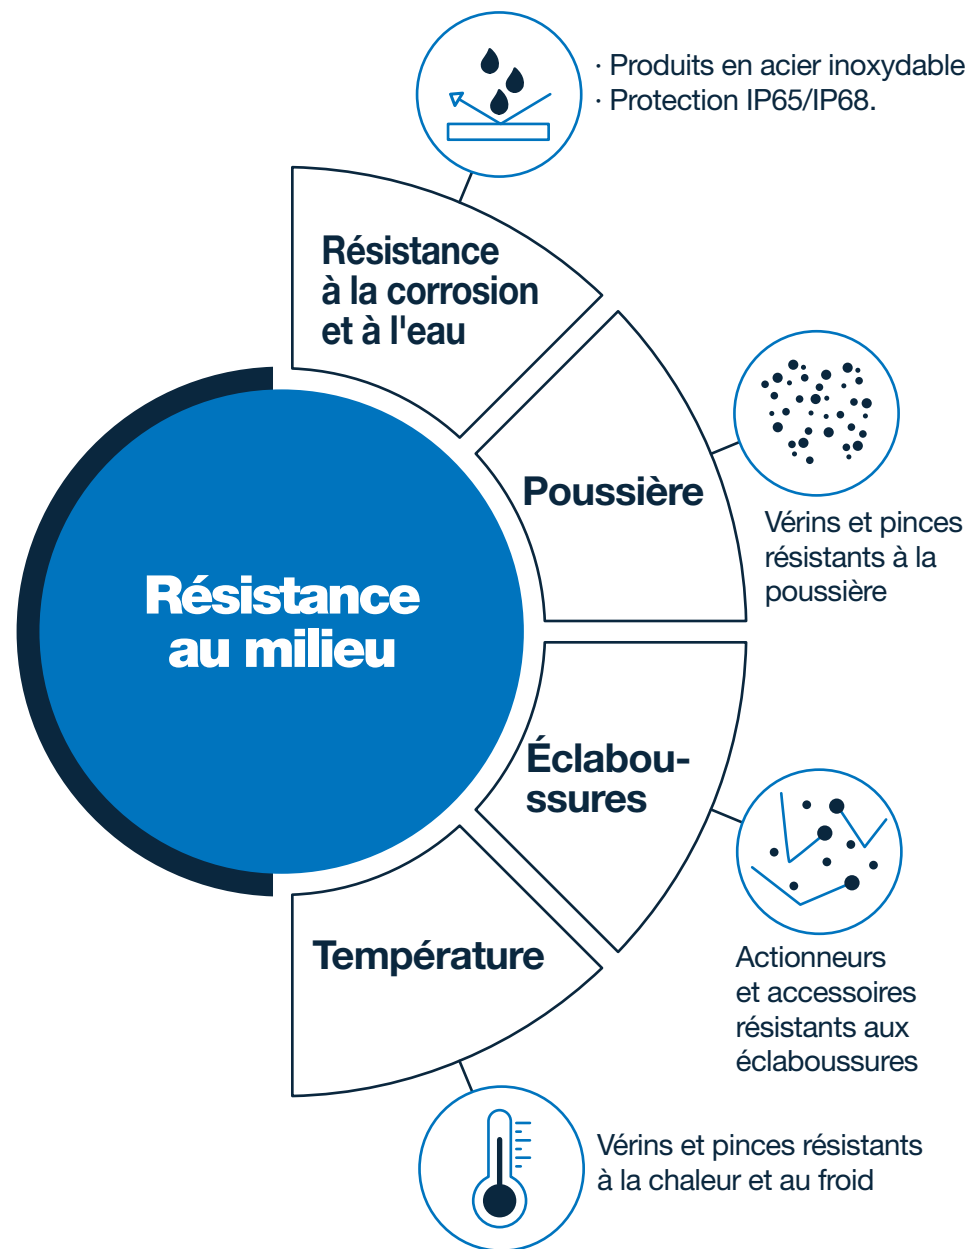 · Produits en acier inoxydable
· Protection IP65/IP68.
Résistance
à la corrosion
et à l'eau
Poussière
Vérins et pinces
résistants à la
poussière
Résistance
au milieu
Éclabou-
ssures
Actionneurs
et accessoires
résistants aux
éclaboussures
Température
Vérins et pinces résistants
à la chaleur et au froid